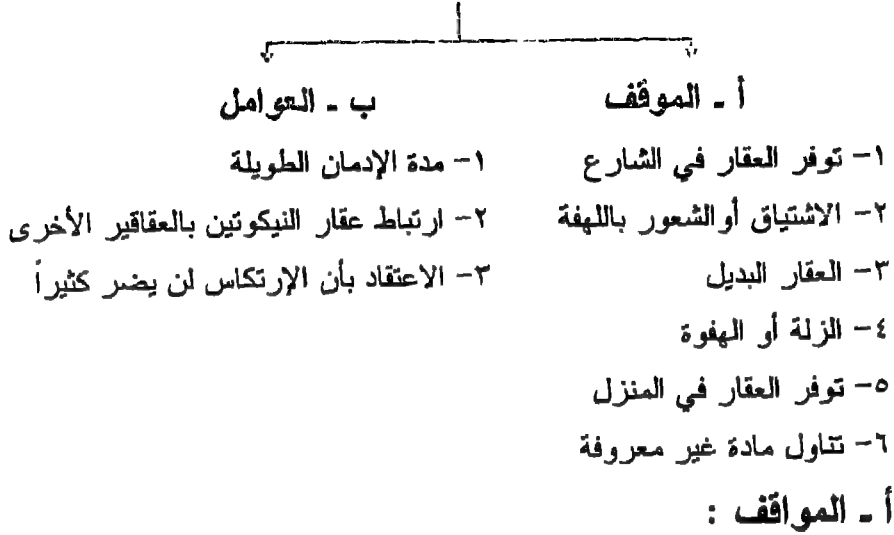 أ ـ الموقف
١- توفر العقار في الشارع
٢- الاشتياق أو الشعور باللهفة
٣- العقار البديل
٤- الزلة أو الهفوة
٥- توفر العقار في المنزل
٦- تناول مادة غير معروفة
ب ـ العوامل
١- مدة الإدمان الطويلة
٢- ارتباط عقار النيكوتين بالعقاقير الأخرى
٣- الاعتقاد بأن الإرتكاس لن يضر كثيراً
أ ـ المواقف :